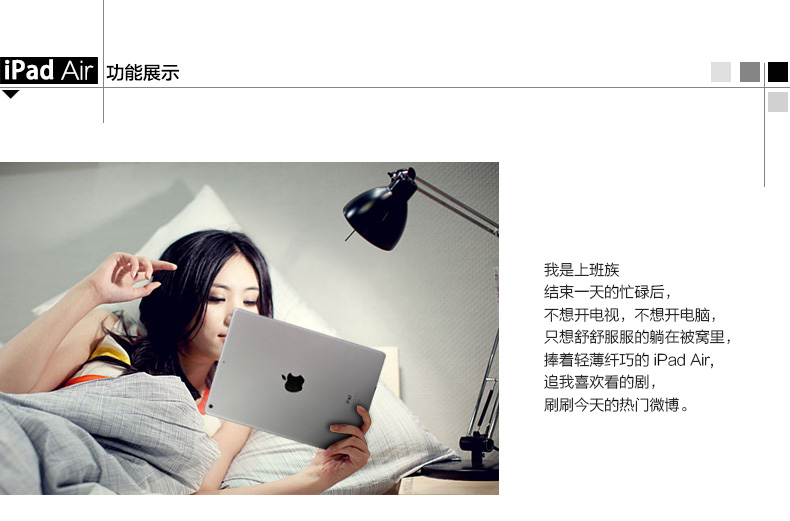 iPad Air 功能展示
我是上班族
结束一天的忙碌后，
不想开电视，不想开电脑，
只想舒舒服服的躺在被窝里，
捧着轻薄纤巧的 iPad Air，
追我喜欢看的剧，
刷刷今天的热门微博。